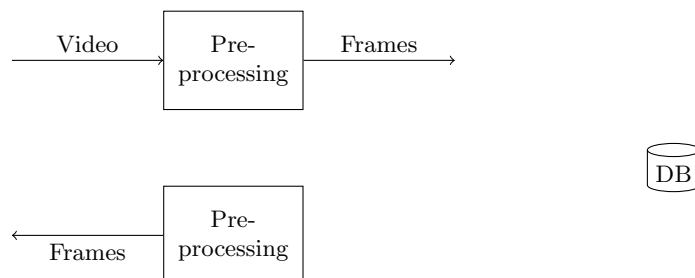 Video
Pre-
processing
Frames
DB
Pre-
processing
Frames